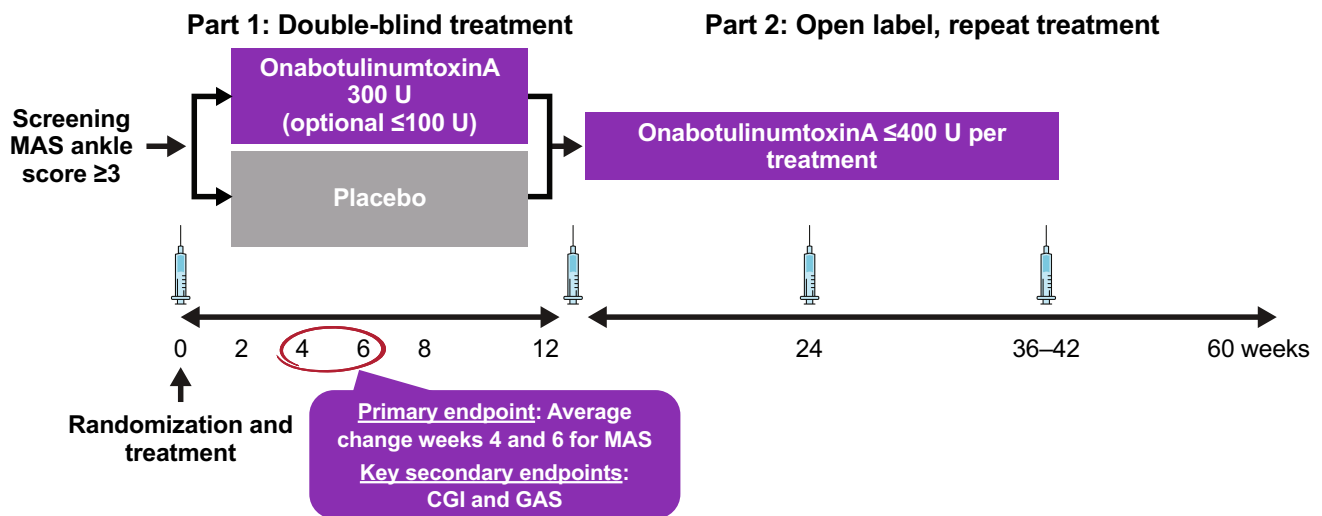 Part 1: Double-blind treatment
Part 2: Open label, repeat treatment
Screening
MAS ankle
score ≥3
OnabotulinumtoxinA
300 U
(optional ≤100 U)
Placebo
OnabotulinumtoxinA ≤400 U per
treatment
0 2 4 6 8 12 24 36–42 60 weeks
Randomization and
treatment
Primary endpoint: Average
change weeks 4 and 6 for MAS
Key secondary endpoints:
CGI and GAS